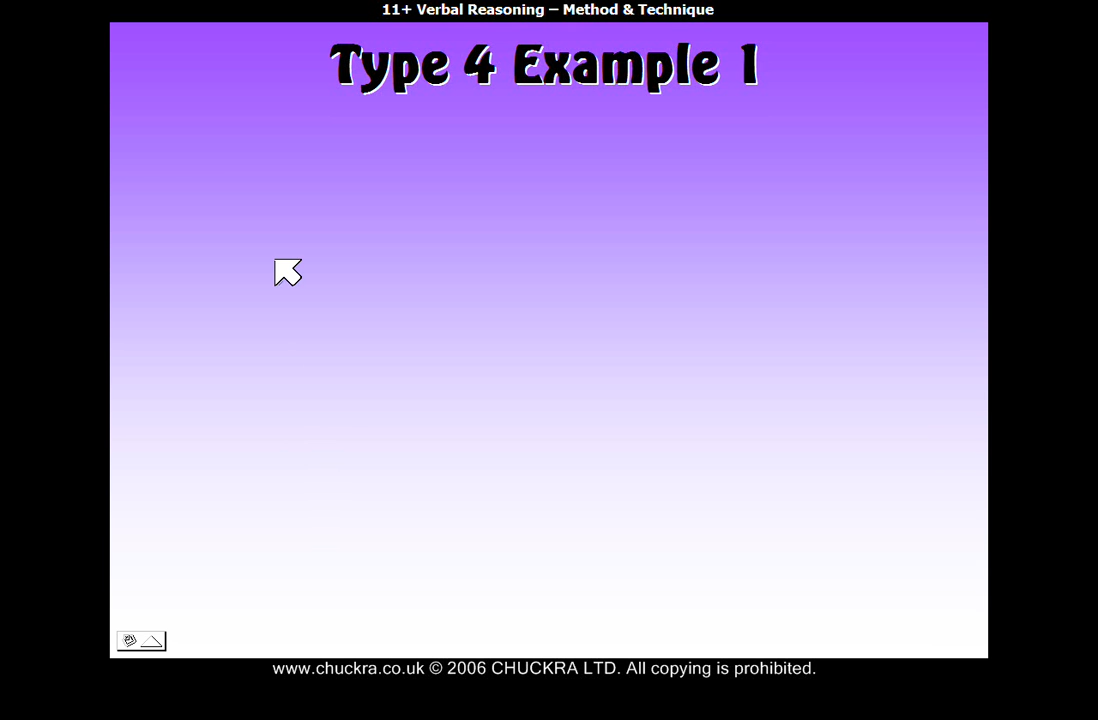 11+ Verbal Reasoning – Method & Technique
Type 4 Example 1
www.chuckra.co.uk © 2006 CHUCKRA LTD. All copying is prohibited.